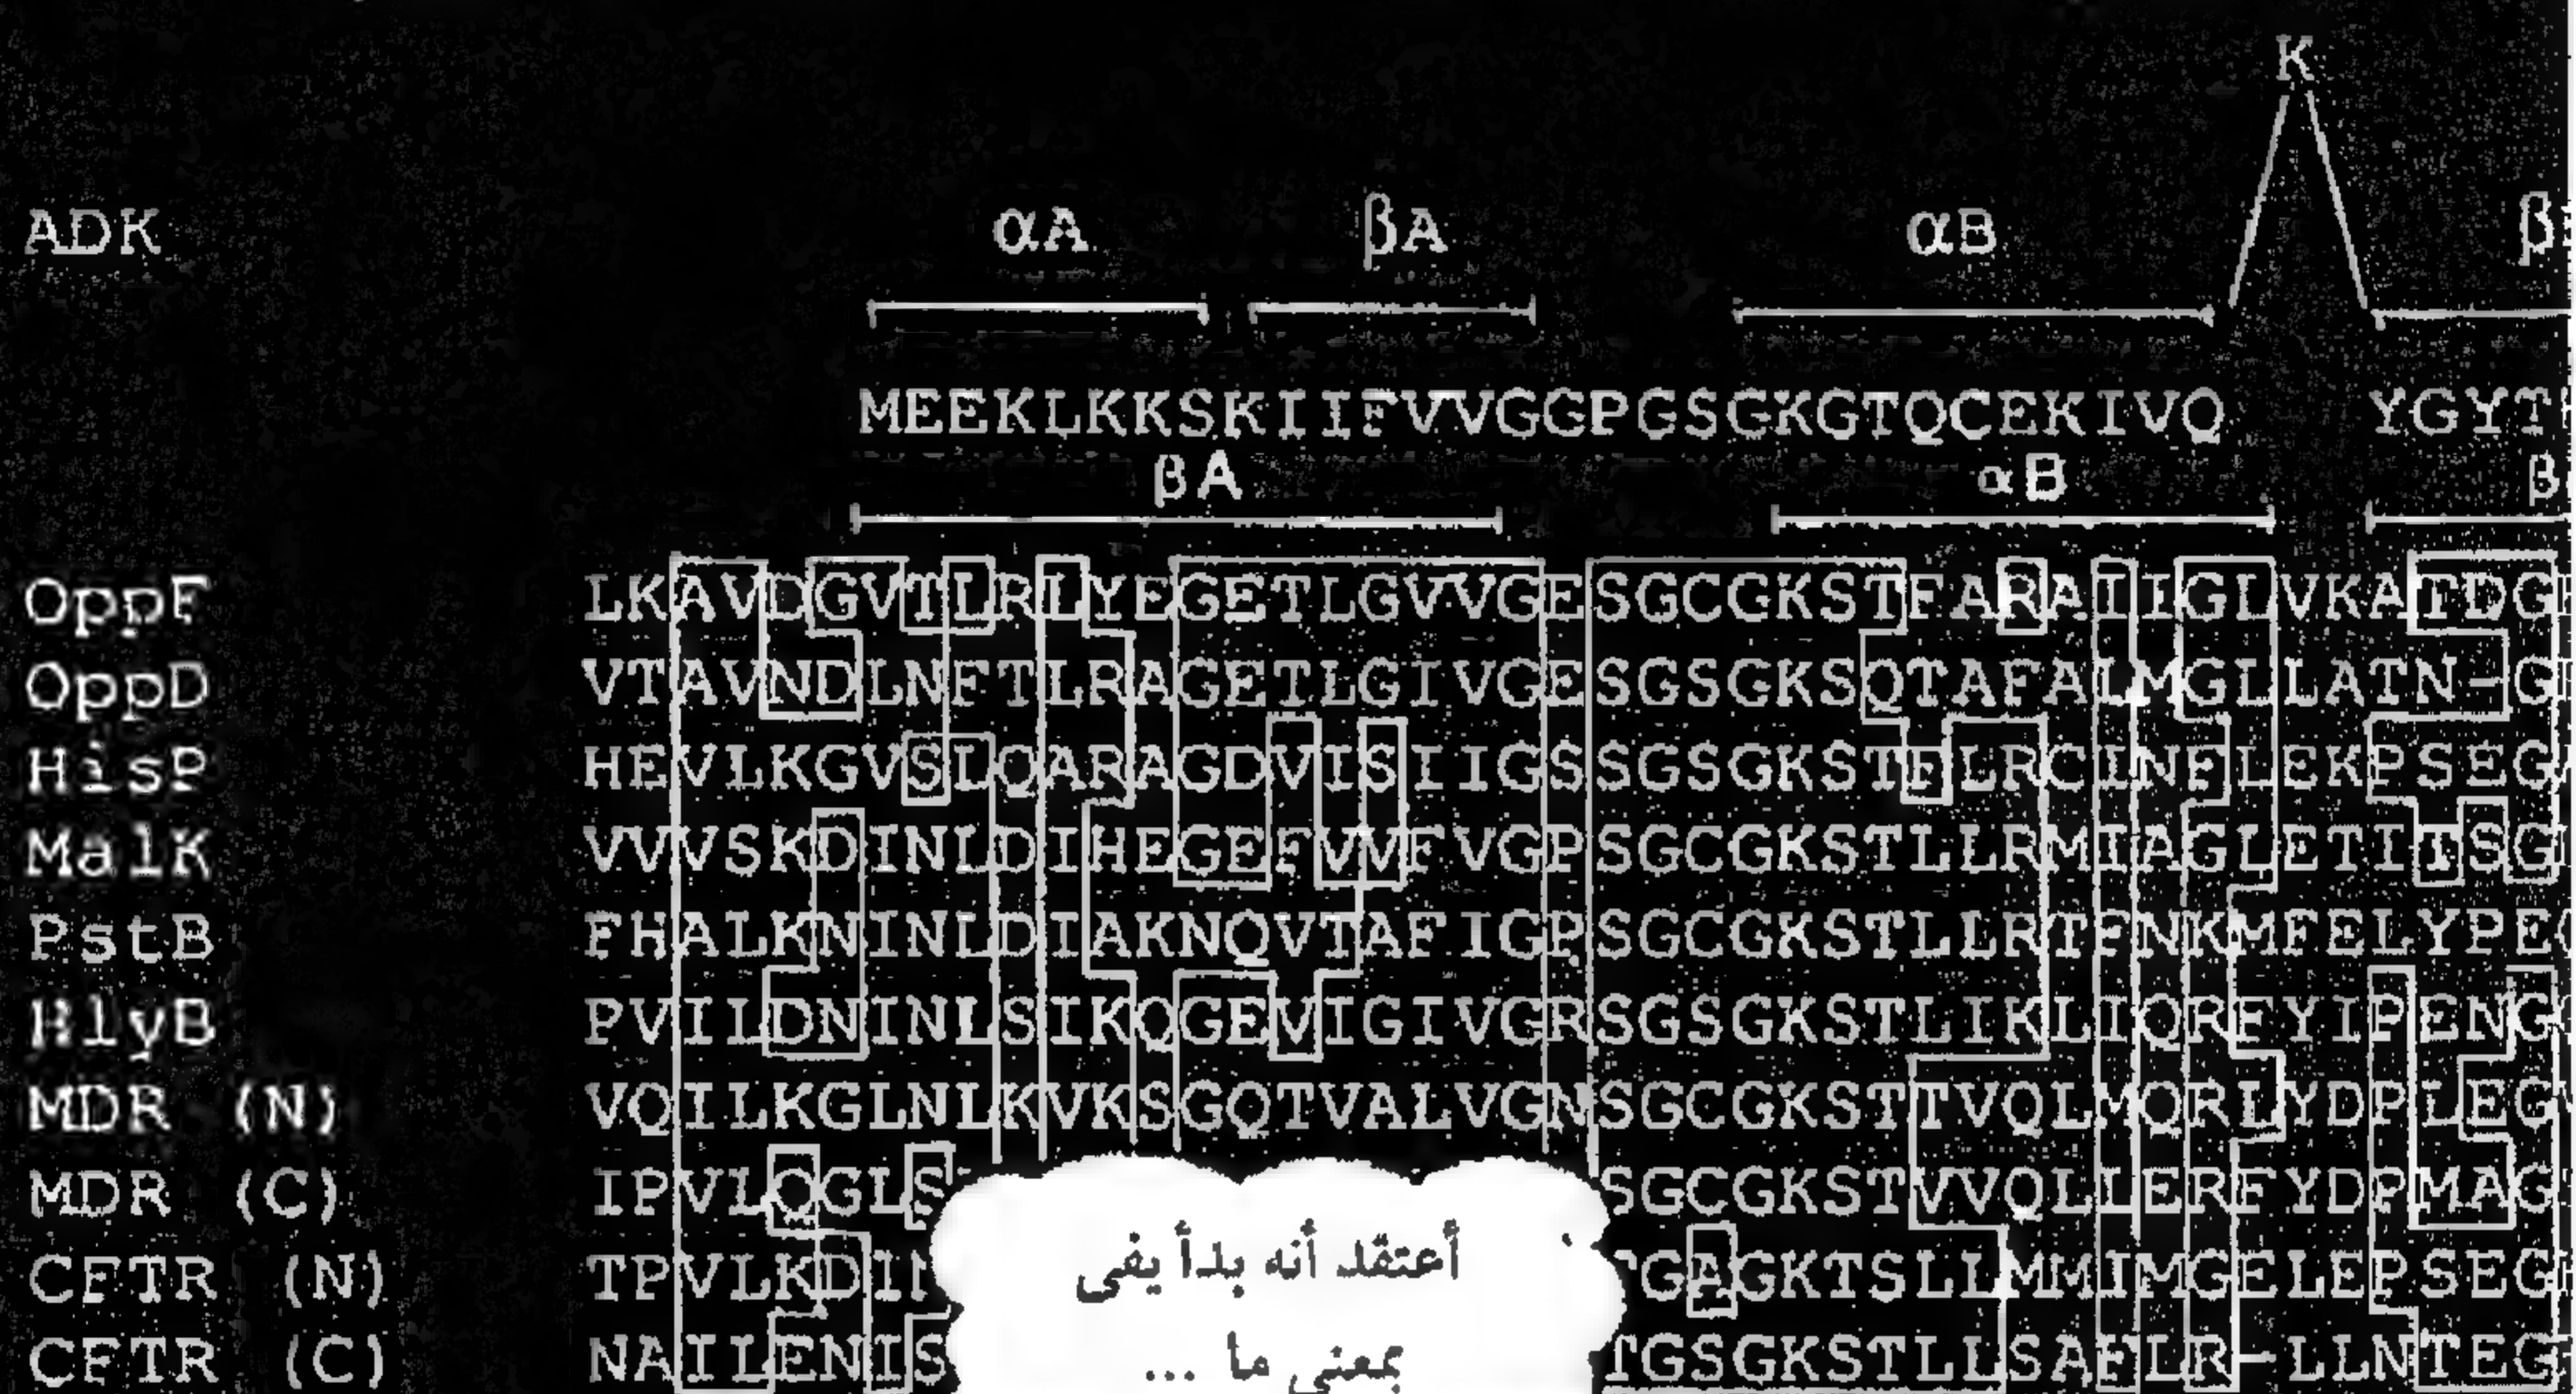 K
ADK αA βA αB β
MEEKLKKSKIIFVVGGPGSGKGTQCEKIVQ YGYT
βA αB β
OppF LKAVDGVTLRLYEGETLGVVGESGCGKSTFARAIIGLVKATDG
OppD VTAVNDLNFTLRAGETLGIVGESGSGKSQTAFALMGLLATN-G
HisP HEVLKGVSLQARAGDVISIIGSSGSGKSTFLRCINFLEKPSEG
MalK VVVSKDINLDIHEGEFVVFVGPSGCGKSTLLRMIAGLETITSG
PstB FHALKNINLDIAKNQVTAFIGPSGCGKSTLLRTFNKMFELYPE
HlyB PVILDNINLSIKQGEVIGIVGRSGSGKSTLIKLIQRFYIPENG
MDR (N) VQILKGLNLKVKSGQTVALVGNSGCGKSTTVQLMQRLYDPLEG
MDR (C) IPVLQGLS SGCGKSTVVQLLERFYDPMAG
CFTR (N) TPVLKDI TGAGKTSLLMMIMGELEPSEG
CFTR (C) NAILENIS TGSGKSTLLSAFLR-LLNTEG
أعتقد أنه بدأ يفى
بمعنى ما ...